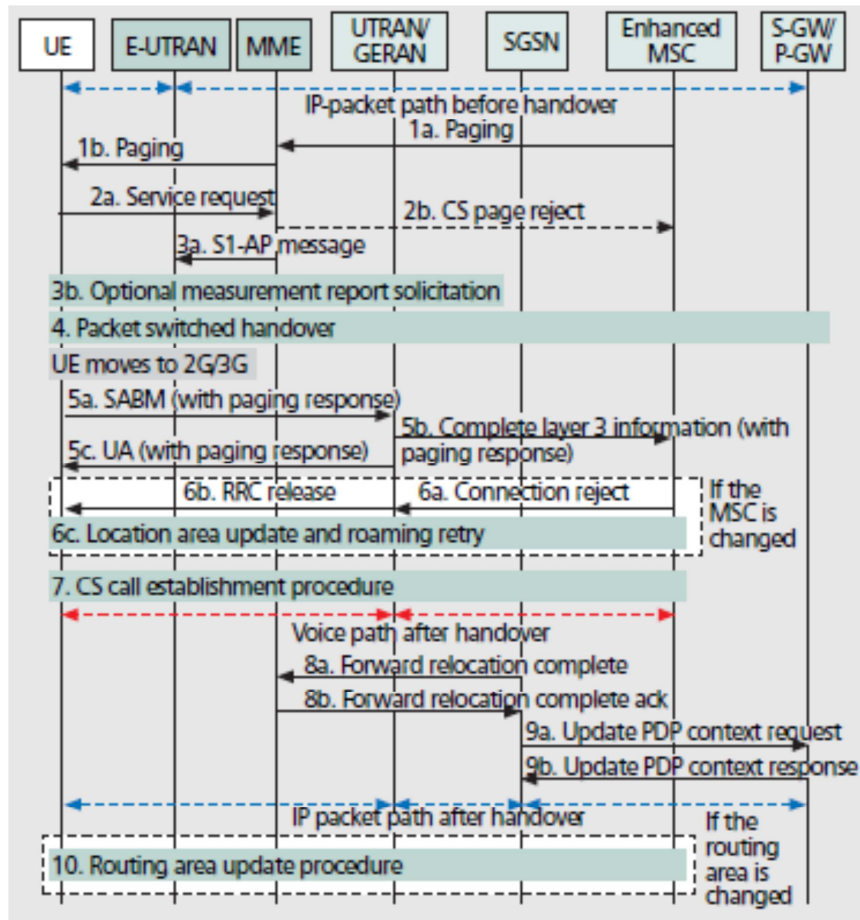 UE
E-UTRAN
MME
UTRAN/
GERAN
SGSN
Enhanced
MSC
S-GW/
P-GW
IP-packet path before handover
1a. Paging
1b. Paging
2a. Service request
2b. CS page reject
3a. S1-AP message
3b. Optional measurement report solicitation
4. Packet switched handover
UE moves to 2G/3G
5a. SABM (with paging response)
5b. Complete layer 3 information (with
paging response)
5c. UA (with paging response)
6b. RRC release
6a. Connection reject
If the
MSC is
changed
6c. Location area update and roaming retry
7. CS call establishment procedure
Voice path after handover
8a. Forward relocation complete
8b. Forward relocation complete ack
9a. Update PDP context request
9b. Update PDP context response
IP packet path after handover
If the
routing
area is
changed
10. Routing area update procedure